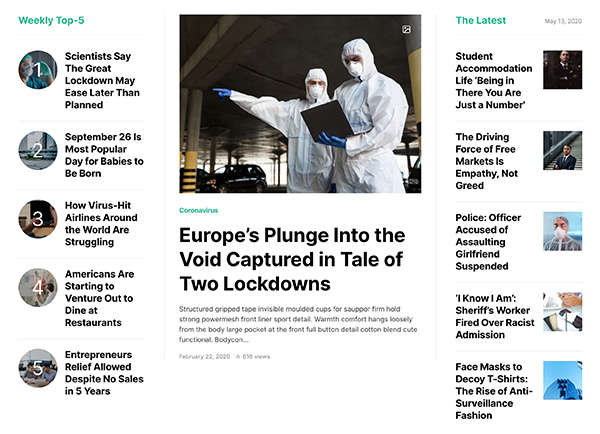 Weekly Top-5
1
Scientists Say
The Great
Lockdown May
Ease Later Than
Planned
2
September 26 Is
Most Popular
Day for Babies to
Be Born
3
How Virus-Hit
Airlines Around
the World Are
Struggling
4
Americans Are
Starting to
Venture Out to
Dine at
Restaurants
5
Entrepreneurs
Relief Allowed
Despite No Sales
in 5 Years
Coronavirus
Europe’s Plunge Into the
Void Captured in Tale of
Two Lockdowns
Structured gripped tape invisible moulded cups for sauppor firm hold
strong powermesh front liner sport detail. Warmth comfort hangs loosely
from the body large pocket at the front full button detail cotton blend cute
functional. Bodycon...
February 22, 2020 616 views
The Latest May 13, 2020
Student
Accommodation
Life ‘Being in
There You Are
Just a Number’
The Driving
Force of Free
Markets Is
Empathy, Not
Greed
Police: Officer
Accused of
Assaulting
Girlfriend
Suspended
‘I Know I Am’:
Sheriff’s Worker
Fired Over Racist
Admission
Face Masks to
Decoy T-Shirts:
The Rise of Anti-
Surveillance
Fashion